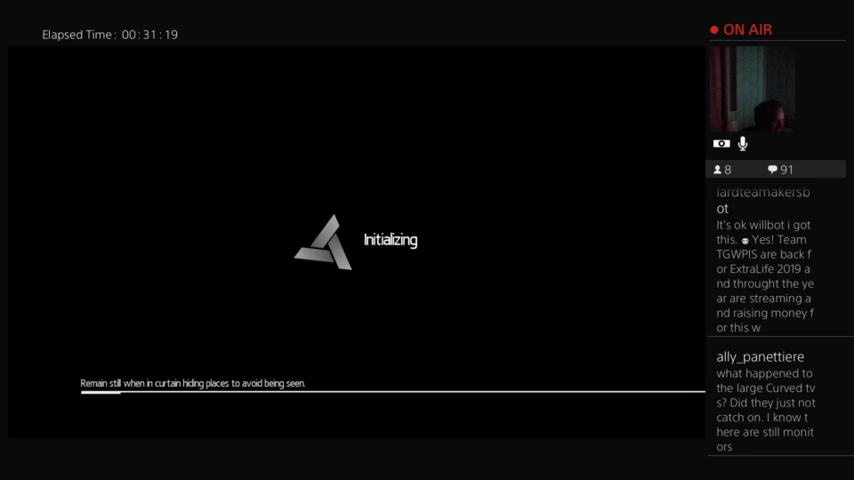 Elapsed Time: 00:31:19
ON AIR
8 91
lardteamakersb
ot
It's ok willbot i got
this. Yes! Team
TGWPIS are back f
or ExtraLife 2019 a
nd throught the ye
ar are streaming a
nd raising money f
or this w
Initializing
ally_panettiere
what happened to
the large Curved tv
s? Did they just not
catch on. I know t
here are still monit
ors
Remain still when in curtain hiding places to avoid being seen.